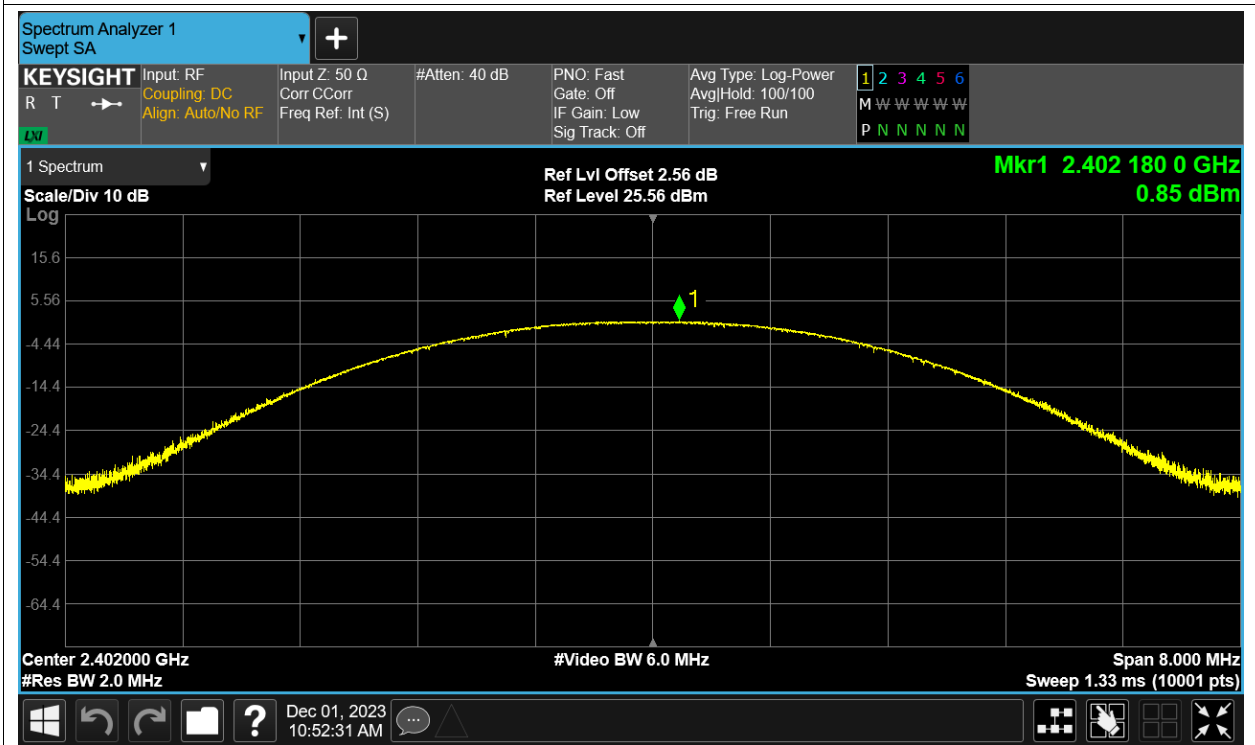 Spectrum Analyzer 1
Swept SA
KEYSIGHT
R T
LXI
Input: RF
Coupling: DC
Align: Auto/No RF
Input Z: 50 Ω
Corr CCorr
Freq Ref: Int (S)
#Atten: 40 dB
PNO: Fast
Gate: Off
IF Gain: Low
Sig Track: Off
Avg Type: Log-Power
Avg|Hold: 100/100
Trig: Free Run
1 2 3 4 5 6
M W W W W W
P N N N N N
1 Spectrum
Scale/Div 10 dB
Log
Ref Lvl Offset 2.56 dB
Ref Level 25.56 dBm
Mkr1 2.402 180 0 GHz
0.85 dBm
15.6
5.56
1
-4.44
-14.4
-24.4
-34.4
-44.4
-54.4
-64.4
Center 2.402000 GHz
#Video BW 6.0 MHz
Span 8.000 MHz
#Res BW 2.0 MHz
Sweep 1.33 ms (10001 pts)
?
Dec 01, 2023
10:52:31 AM